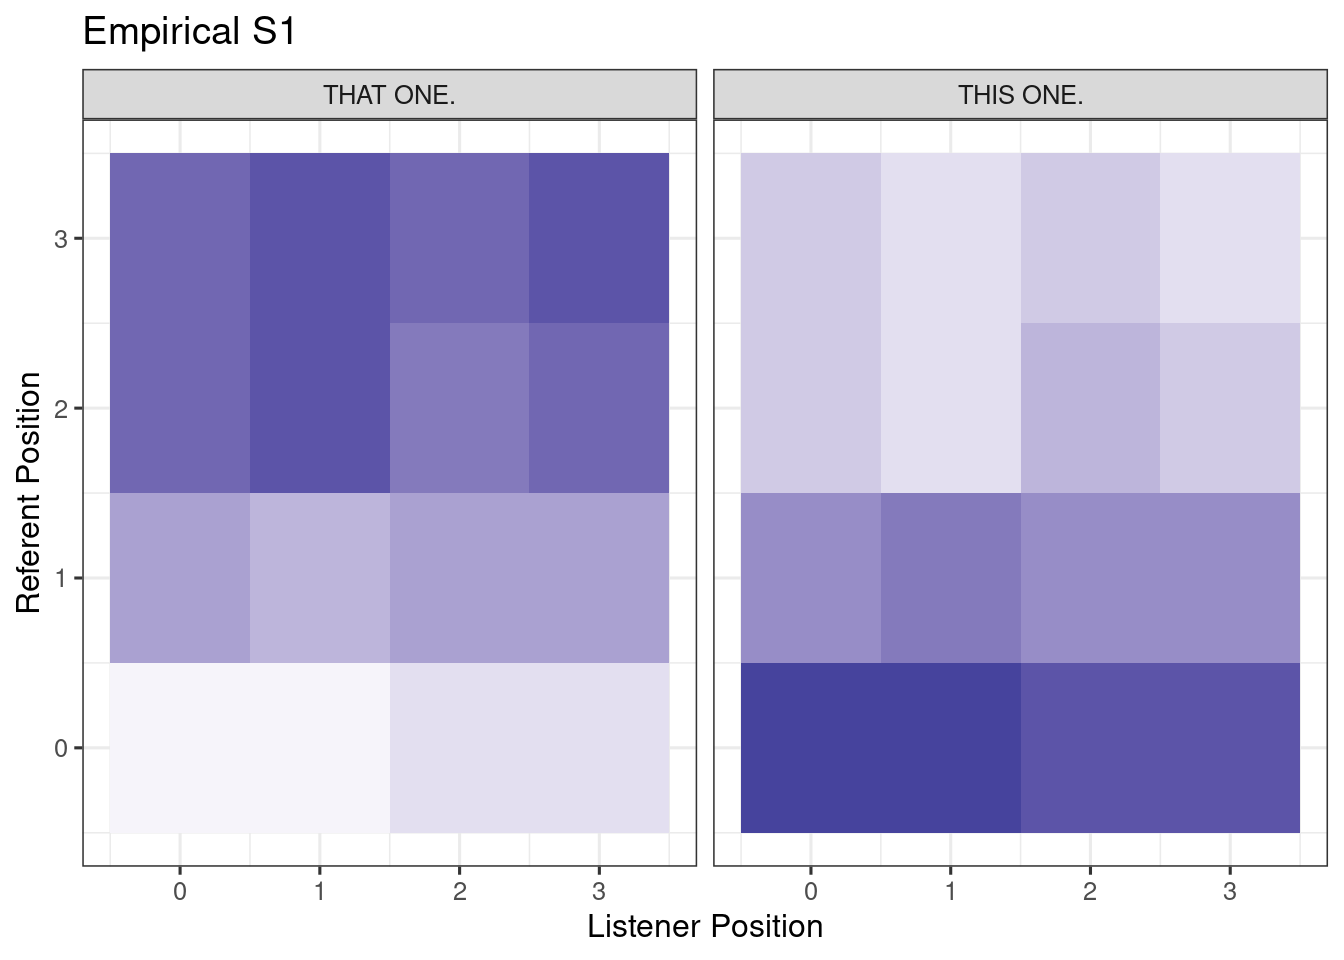 Empirical S1
THAT ONE.
THIS ONE.
Referent Position
3
2
1
0
0 1 2 3
0 1 2 3
Listener Position